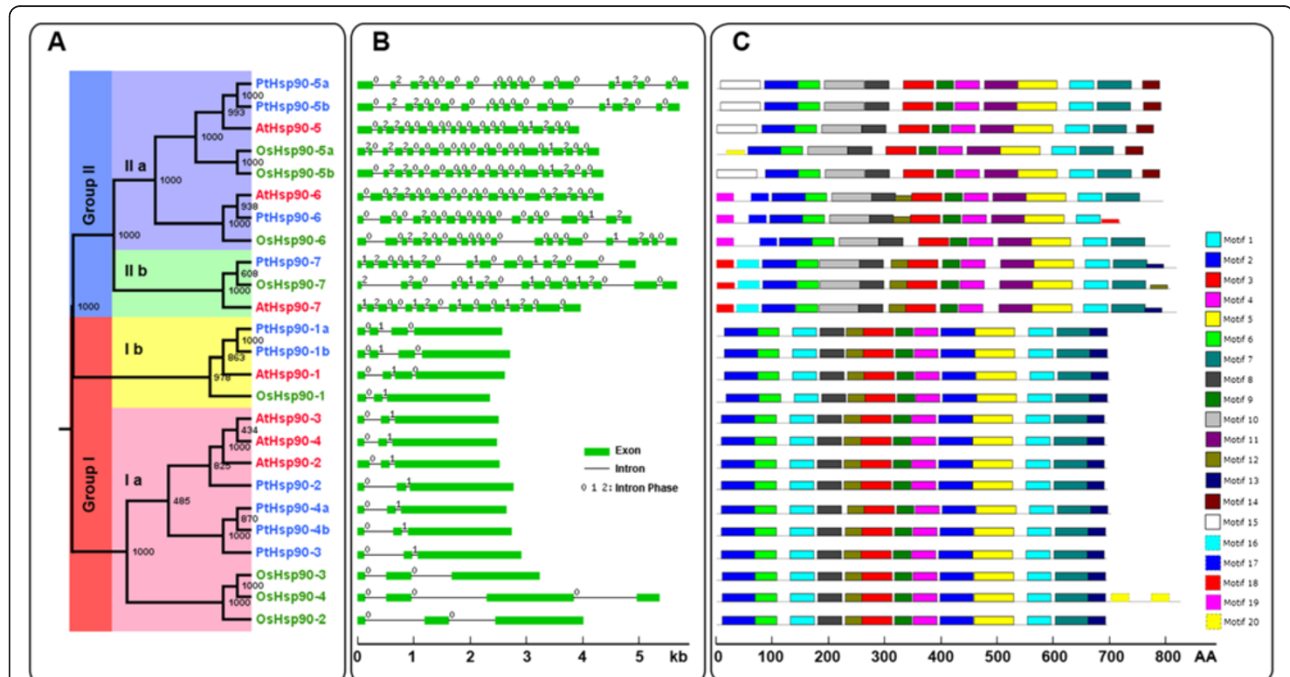 A
B
C
Group II
Group I
II a
II b
I b
I a
PtHsp90-5a
PtHsp90-5b
AtHsp90-5
OsHsp90-5a
OsHsp90-5b
AtHsp90-6
PtHsp90-6
OsHsp90-6
PtHsp90-7
OsHsp90-7
AtHsp90-7
PtHsp90-1a
PtHsp90-1b
AtHsp90-1
OsHsp90-1
AtHsp90-3
AtHsp90-4
AtHsp90-2
PtHsp90-2
PtHsp90-4a
PtHsp90-4b
PtHsp90-3
OsHsp90-3
OsHsp90-4
OsHsp90-2
1000
993
1000
1000
1000
938
1000
1000
608
1000
1000
1000
863
978
434
1000
825
485
870
1000
1000
1000
1000
Exon
Intron
0 1 2: Intron Phase
0 1 2 3 4 5 kb
Motif 1
Motif 2
Motif 3
Motif 4
Motif 5
Motif 6
Motif 7
Motif 8
Motif 9
Motif 10
Motif 11
Motif 12
Motif 13
Motif 14
Motif 15
Motif 16
Motif 17
Motif 18
Motif 19
Motif 20
0 100 200 300 400 500 600 700 800 AA